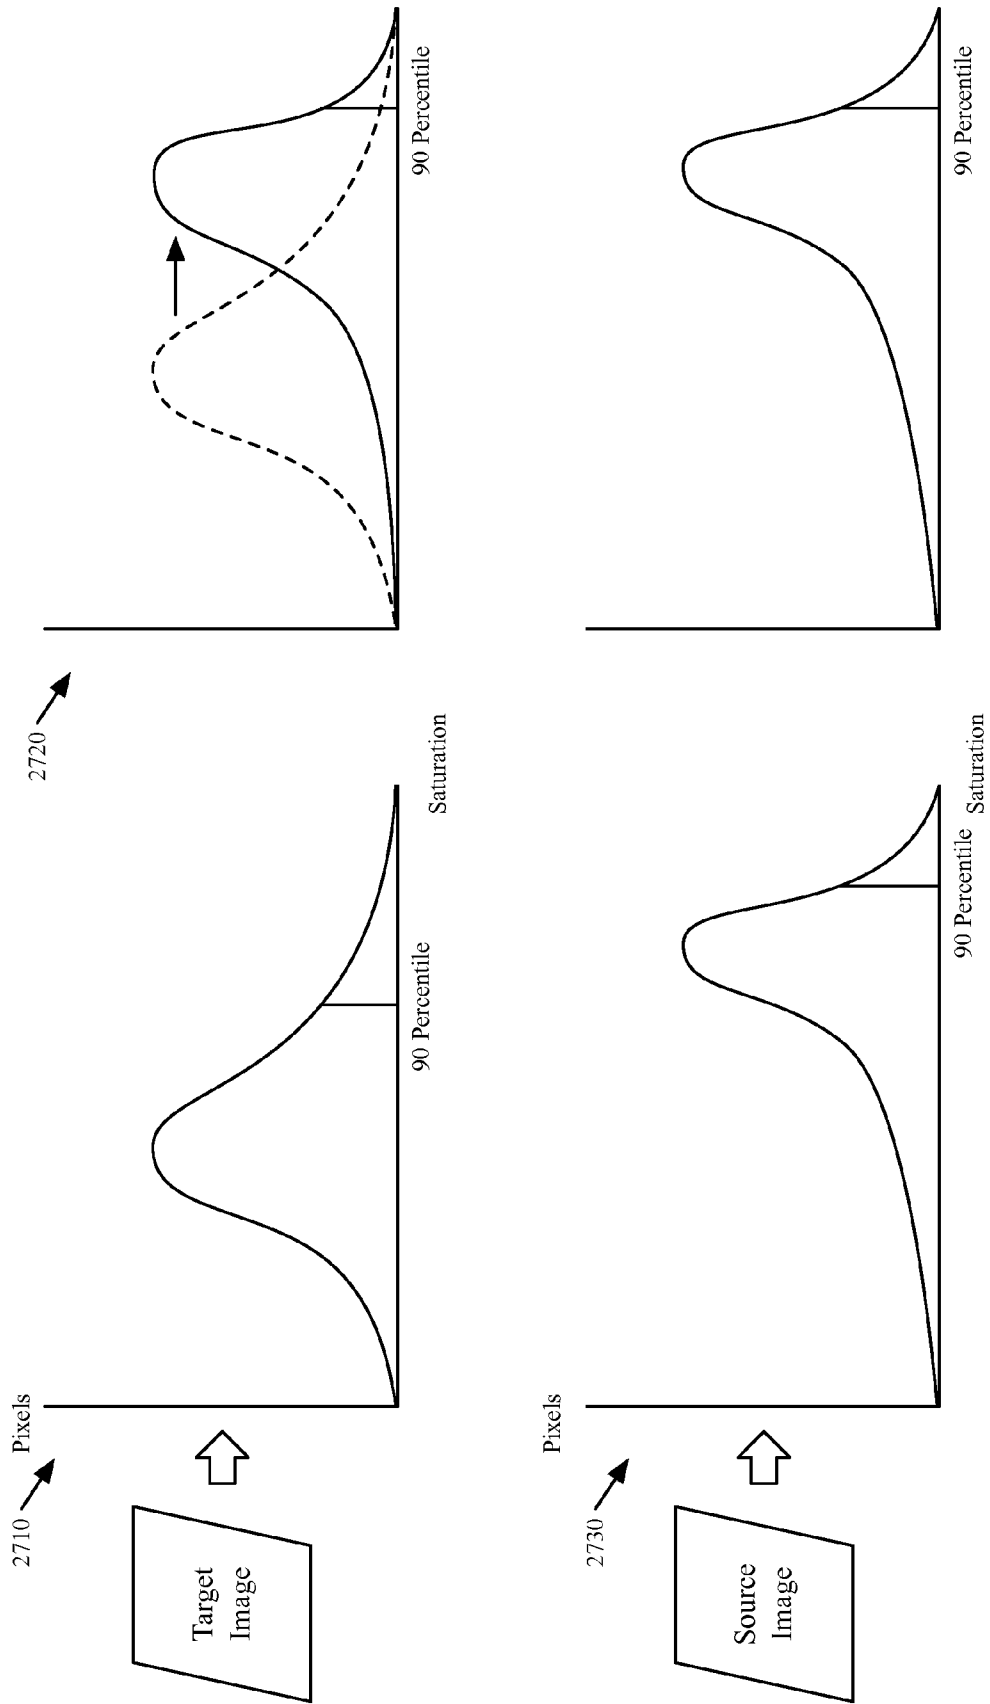 2710
Pixels
Target
Image
90 Percentile
Saturation
2720
90 Percentile
2730
Pixels
Source
Image
90 Percentile
Saturation
90 Percentile